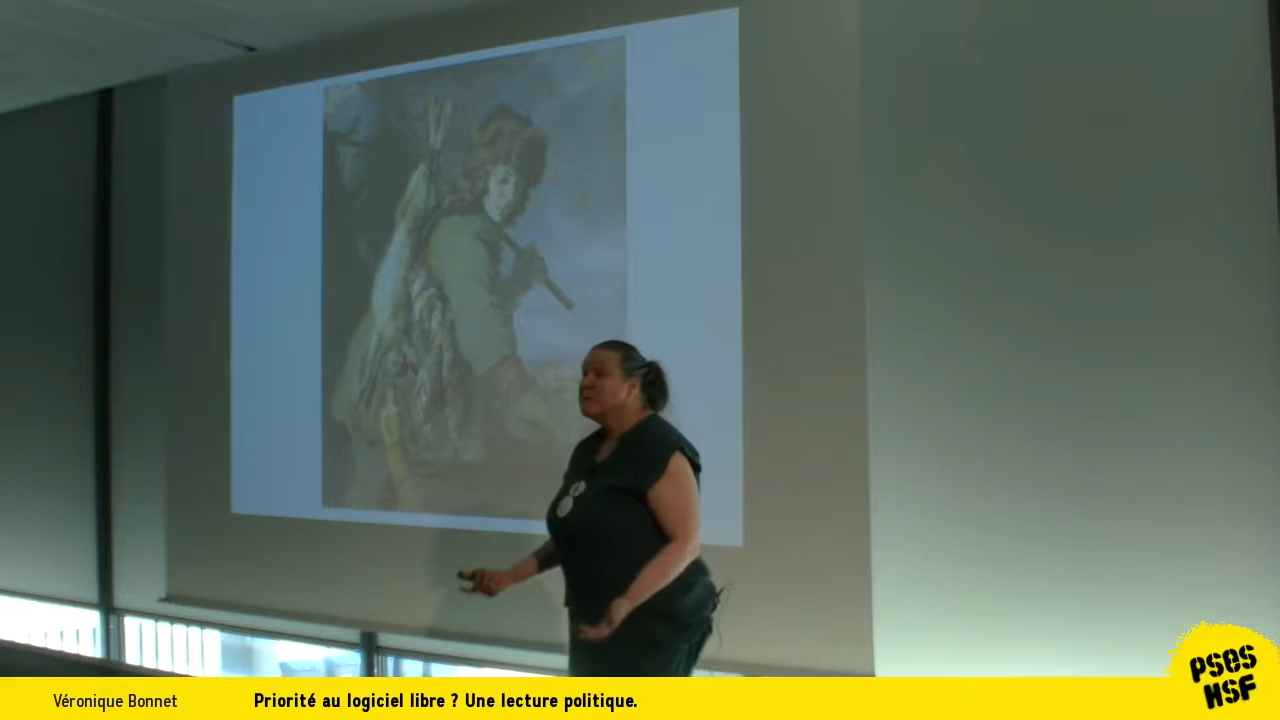 Véronique Bonnet
Priorité au logiciel libre ? Une lecture politique.
PSES
HSF